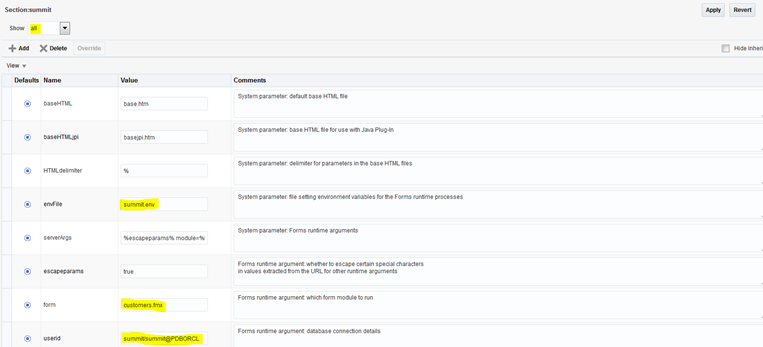 Section:summit
Apply
Revert
Show
all
Add
Delete
Override
Hide Inheri
View
Defaults Name Value Comments
baseHTML base.htm System parameter: default base HTML file
baseHTMLjpi basejpi.htm System parameter: base HTML file for use with Java Plug-In
HTMLdelimiter % System parameter: delimiter for parameters in the base HTML files
envFile summit.env System parameter: file setting environment variables for the Forms runtime processes
serverArgs %escapeparams% module=% System parameter: Forms runtime arguments
escapeparams true Forms runtime argument: whether to escape certain special characters
in values extracted from the URL for other runtime arguments
form customers.fmx Forms runtime argument: which form module to run
userid summit/summit@PDBORCL Forms runtime argument: database connection details